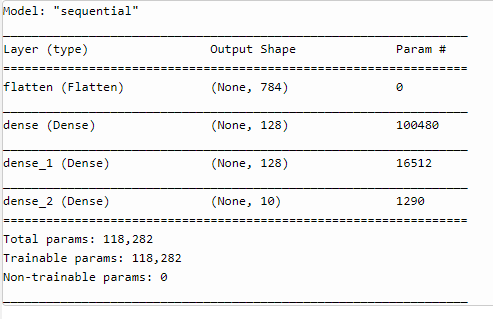 Model: "sequential"
_________________________________________________________________
Layer (type)                 Output Shape              Param #
=================================================================
flatten (Flatten)            (None, 784)               0
_________________________________________________________________
dense (Dense)                (None, 128)               100480
_________________________________________________________________
dense_1 (Dense)              (None, 128)               16512
_________________________________________________________________
dense_2 (Dense)              (None, 10)                1290
=================================================================
Total params: 118,282
Trainable params: 118,282
Non-trainable params: 0
_________________________________________________________________